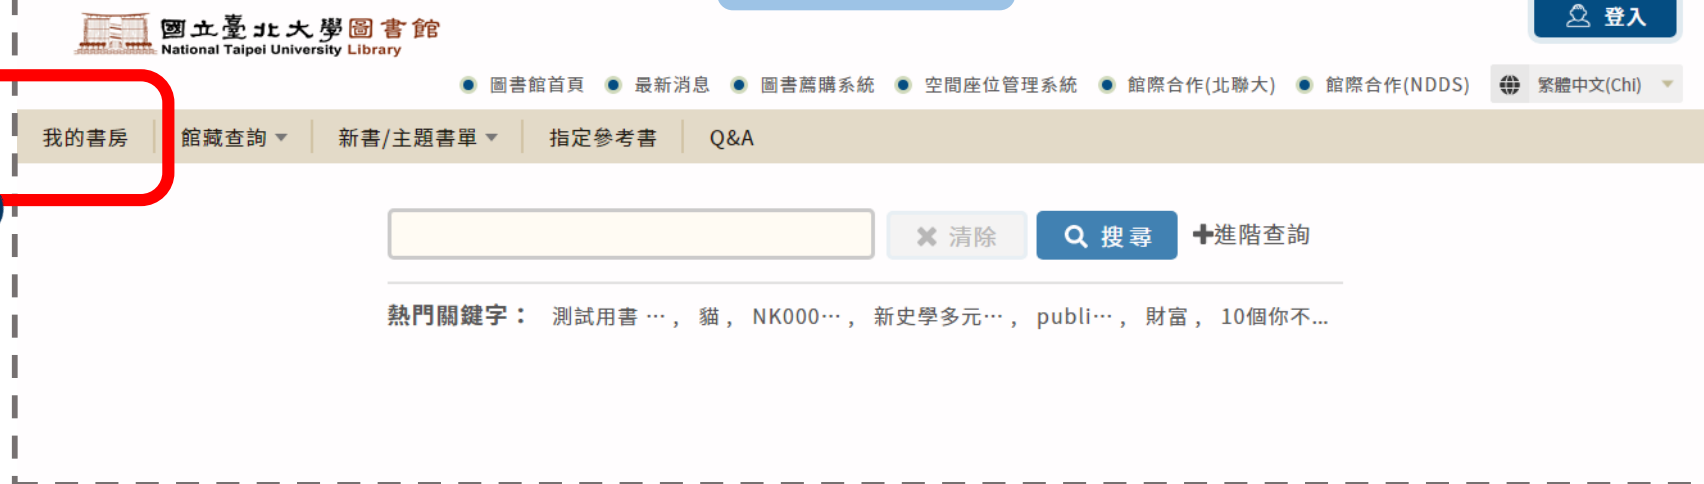 國立臺北大學圖書館
National Taipei University Library
登入
圖書館首頁 最新消息 圖書薦購系統 空間座位管理系統 館際合作(北聯大) 館際合作(NDDS) 繁體中文(Chi)
我的書房 館藏查詢 新書/主題書單 指定參考書 Q&A
清除 搜尋 進階查詢
熱門關鍵字： 測試用書 …, 貓, NK000…, 新史學多元…, publi…, 財富, 10個你不...